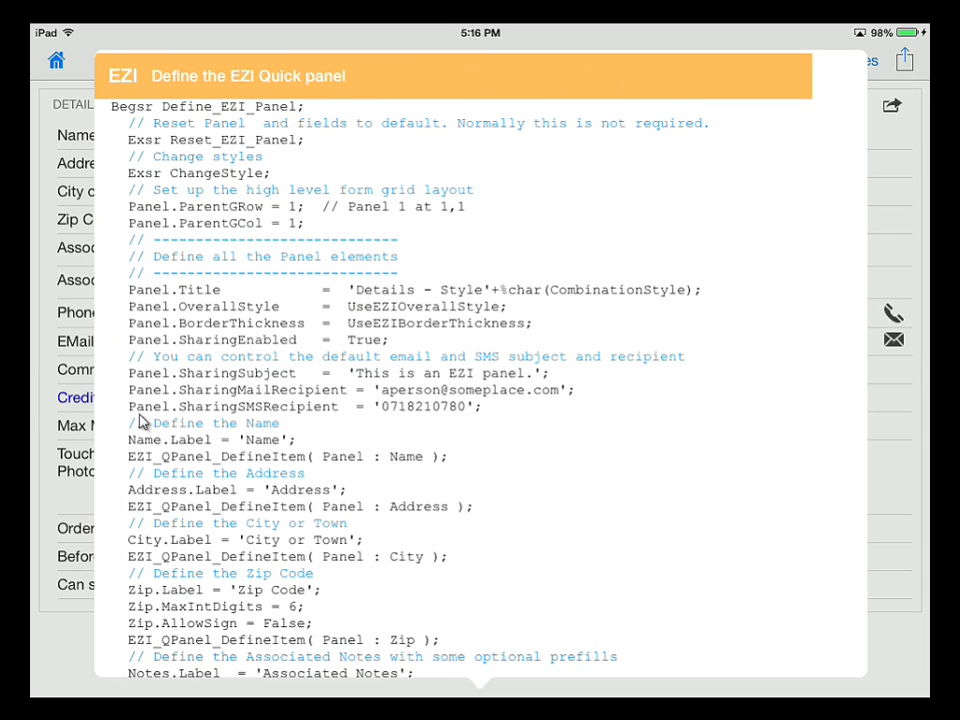 iPad 5:16 PM 98%
EZI Define the EZI Quick panel
DETAIL
Name
Addre
City o
Zip C
Assoc
Assoc
Phone
EMail
Comm
Credi
Max M
Touch
Photo
Order
Befor
Can s
es
Begsr Define_EZI_Panel;
// Reset Panel  and fields to default. Normally this is not required.
Exsr Reset_EZI_Panel;
// Change styles
Exsr ChangeStyle;
// Set up the high level form grid layout
Panel.ParentGRow = 1;  // Panel 1 at 1,1
Panel.ParentGCol = 1;
// -----------------------------
// Define all the Panel elements
// -----------------------------
Panel.Title            =  'Details - Style'+%char(CombinationStyle);
Panel.OverallStyle     =  UseEZIOverallStyle;
Panel.BorderThickness  =  UseEZIBorderThickness;
Panel.SharingEnabled   =  True;
// You can control the default email and SMS subject and recipient
Panel.SharingSubject   =  'This is an EZI panel.';
Panel.SharingMailRecipient = 'aperson@someplace.com';
Panel.SharingSMSRecipient  = '0718210780';
// Define the Name
Name.Label = 'Name';
EZI_QPanel_DefineItem( Panel : Name );
// Define the Address
Address.Label = 'Address';
EZI_QPanel_DefineItem( Panel : Address );
// Define the City or Town
City.Label = 'City or Town';
EZI_QPanel_DefineItem( Panel : City );
// Define the Zip Code
Zip.Label = 'Zip Code';
Zip.MaxIntDigits = 6;
Zip.AllowSign = False;
EZI_QPanel_DefineItem( Panel : Zip );
// Define the Associated Notes with some optional prefills
Notes.Label  = 'Associated Notes';